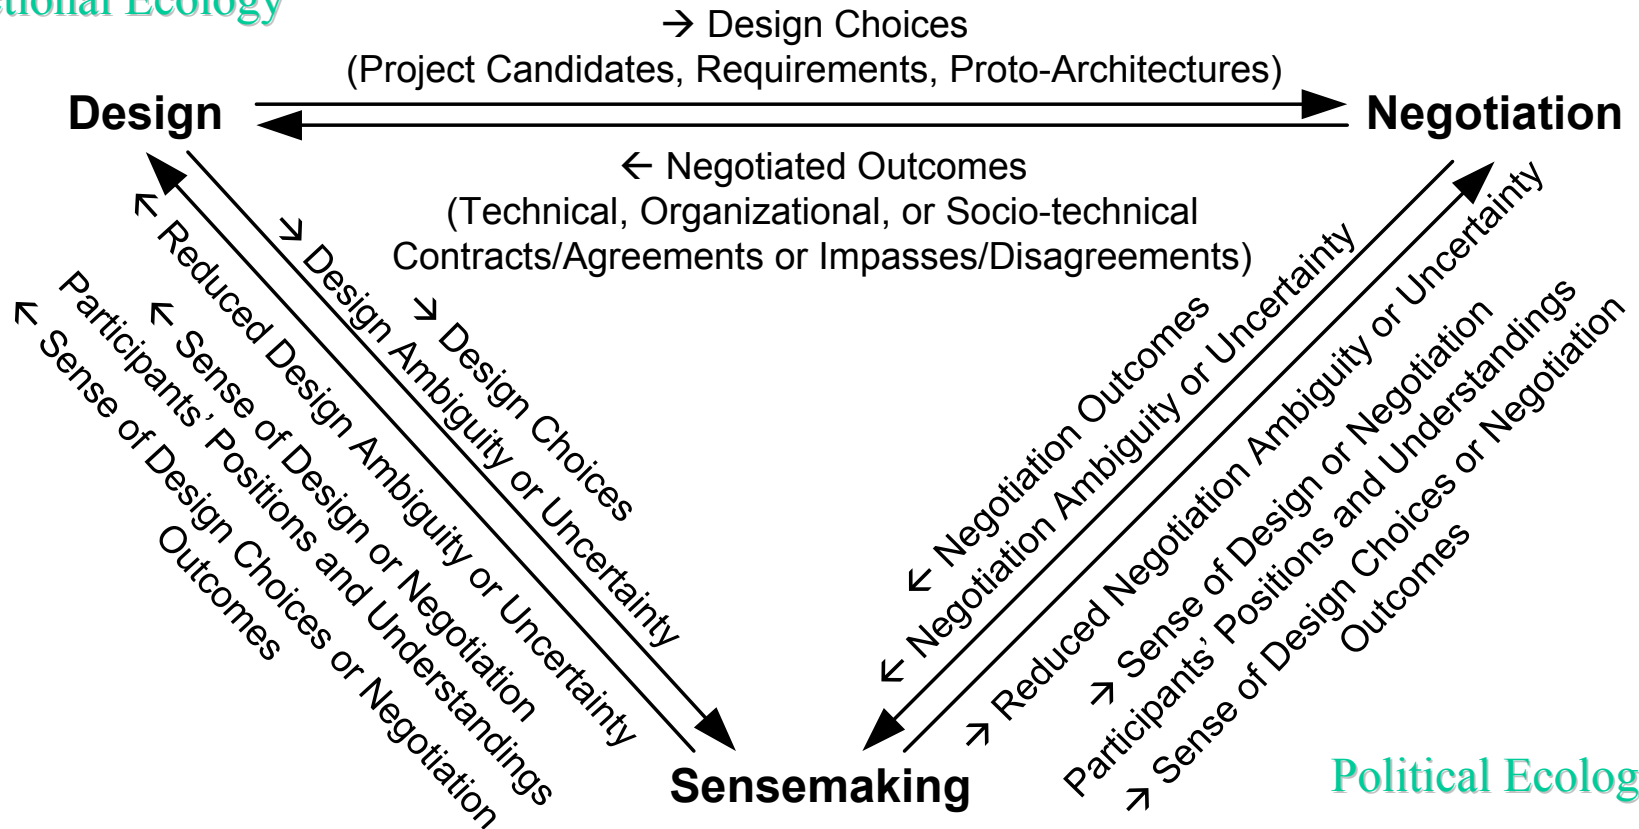 Ecology
→ Design Choices
(Project Candidates, Requirements, Proto-Architectures)
Design
Negotiation
← Negotiated Outcomes
(Technical, Organizational, or Socio-technical
Contracts/Agreements or Impasses/Disagreements)
→ Design Choices
→ Design Ambiguity or Uncertainty
← Reduced Design Ambiguity or Uncertainty
← Sense of Design or Negotiation
Participants’ Positions and Understandings
← Sense of Design Choices or Negotiation
Outcomes
← Negotiation Outcomes
← Negotiation Ambiguity or Uncertainty
→ Reduced Negotiation Ambiguity or Uncertainty
→ Sense of Design or Negotiation
Participants’ Positions and Understandings
→ Sense of Design Choices or Negotiation
Outcomes
Sensemaking
Political Ecolog